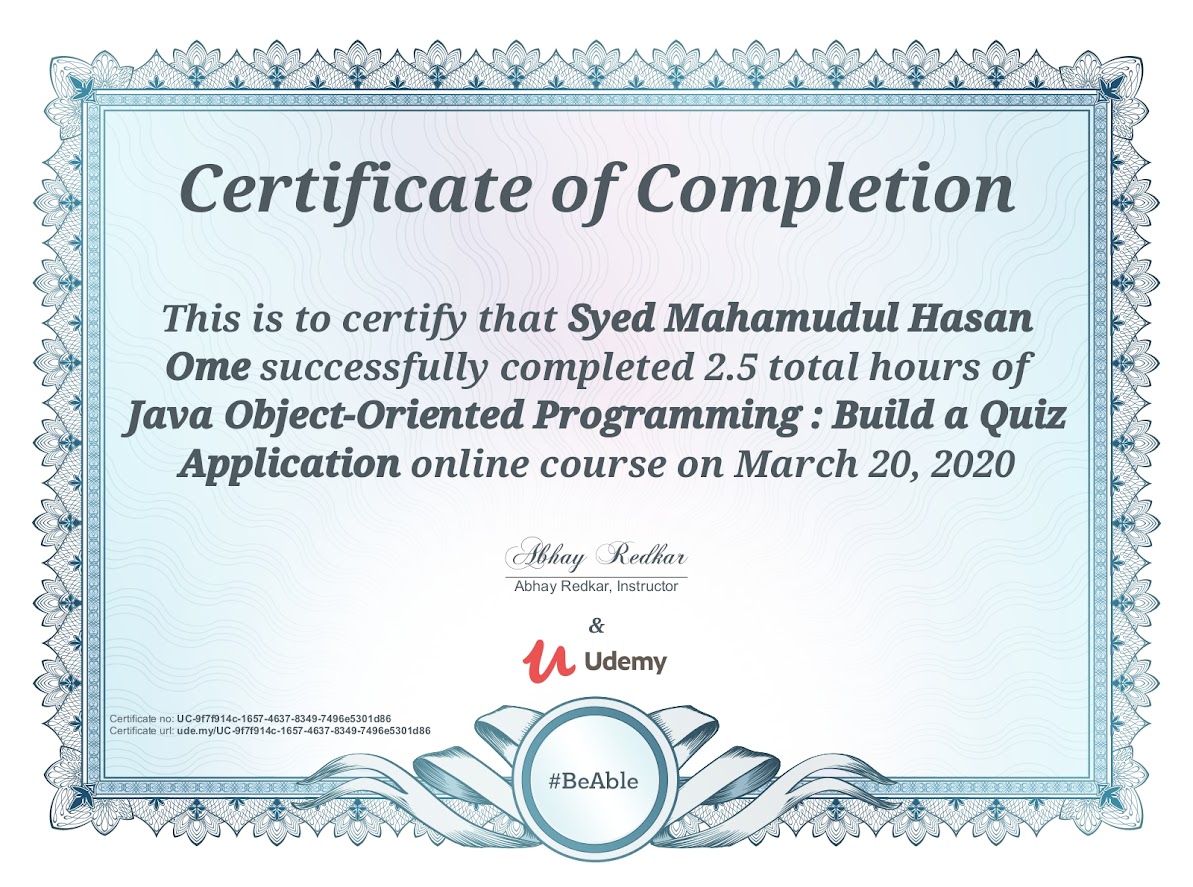 Certificate of Completion
This is to certify that Syed Mahamudul Hasan
Ome successfully completed 2.5 total hours of
Java Object-Oriented Programming : Build a Quiz
Application online course on March 20, 2020
Abhay Redkar
Abhay Redkar, Instructor
&
Udemy
Certificate no: UC-9f7f914c-1657-4637-8349-7496e5301d86
Certificate url: ude.my/UC-9f7f914c-1657-4637-8349-7496e5301d86
#BeAble